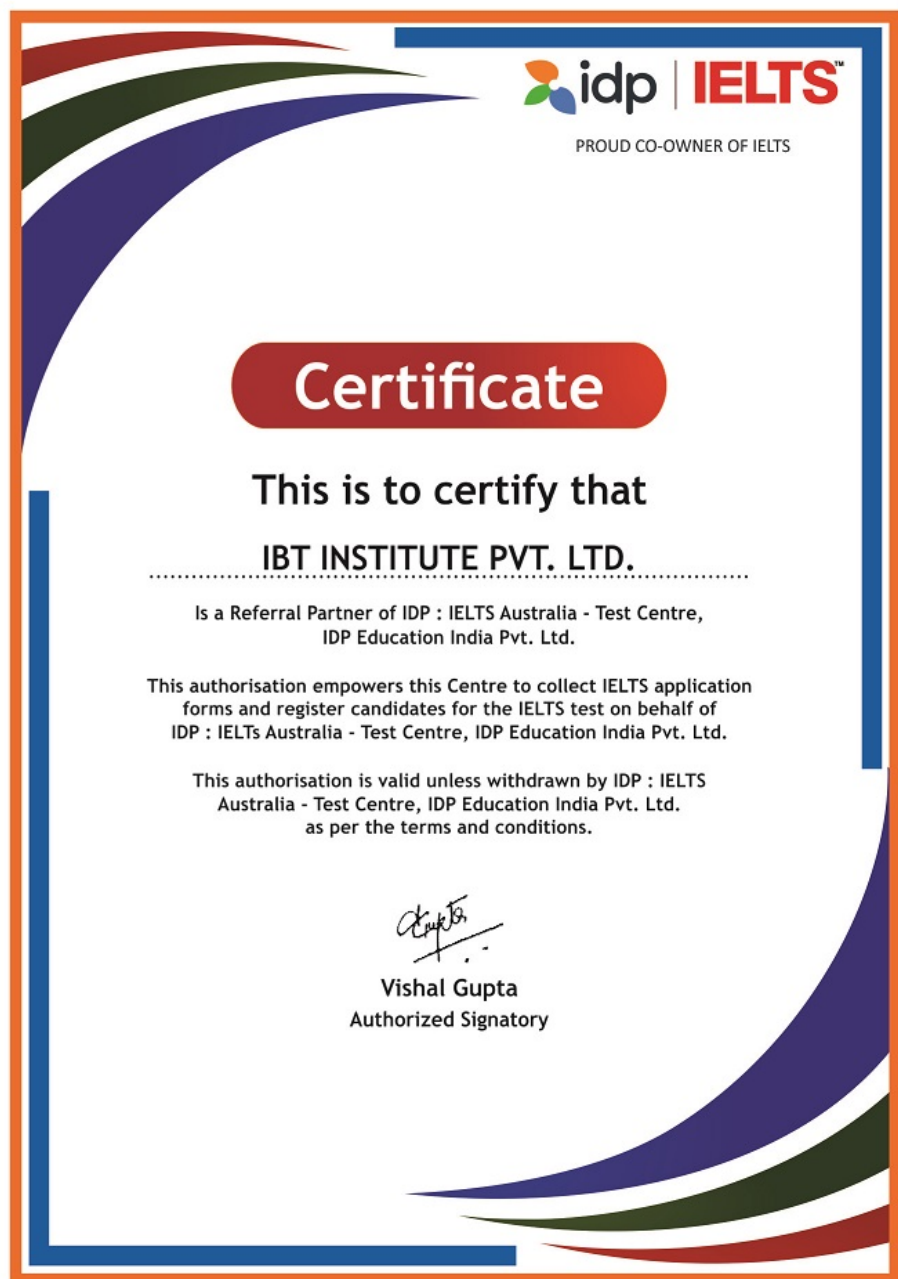 idp | IELTS™
PROUD CO-OWNER OF IELTS
Certificate
This is to certify that
IBT INSTITUTE PVT. LTD.
Is a Referral Partner of IDP : IELTS Australia - Test Centre,
IDP Education India Pvt. Ltd.
This authorisation empowers this Centre to collect IELTS application
forms and register candidates for the IELTS test on behalf of
IDP : IELTs Australia - Test Centre, IDP Education India Pvt. Ltd.
This authorisation is valid unless withdrawn by IDP : IELTS
Australia - Test Centre, IDP Education India Pvt. Ltd.
as per the terms and conditions.
Vishal Gupta
Authorized Signatory